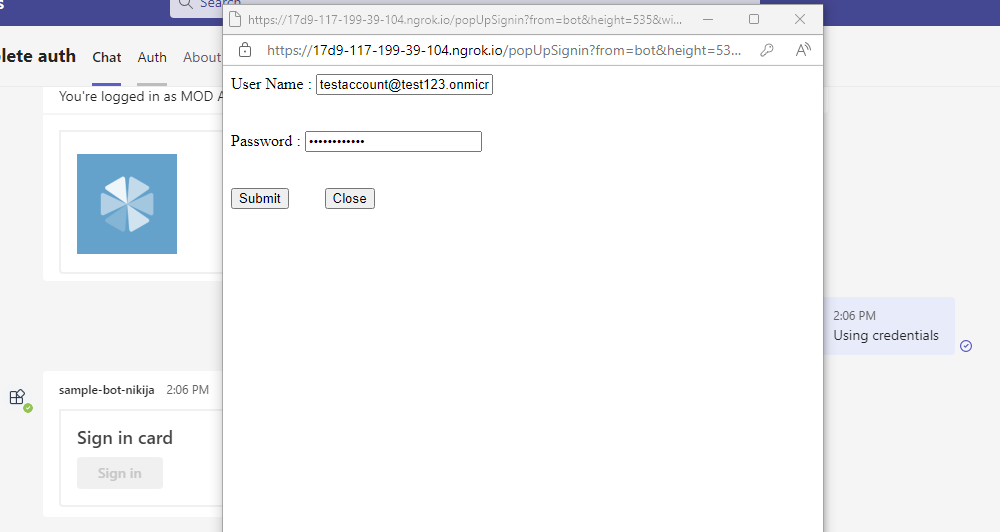 s
Search
https://17d9-117-199-39-104.ngrok.io/popUpSignin?from=bot&height=535&wi...
https://17d9-117-199-39-104.ngrok.io/popUpSignin?from=bot&height=53...
lete auth
Chat
Auth
About
You're logged in as MOD A
User Name : testaccount@test123.onmicr
Password : ••••••••••••
Submit
Close
2:06 PM
Using credentials
sample-bot-nikija 2:06 PM
Sign in card
Sign in